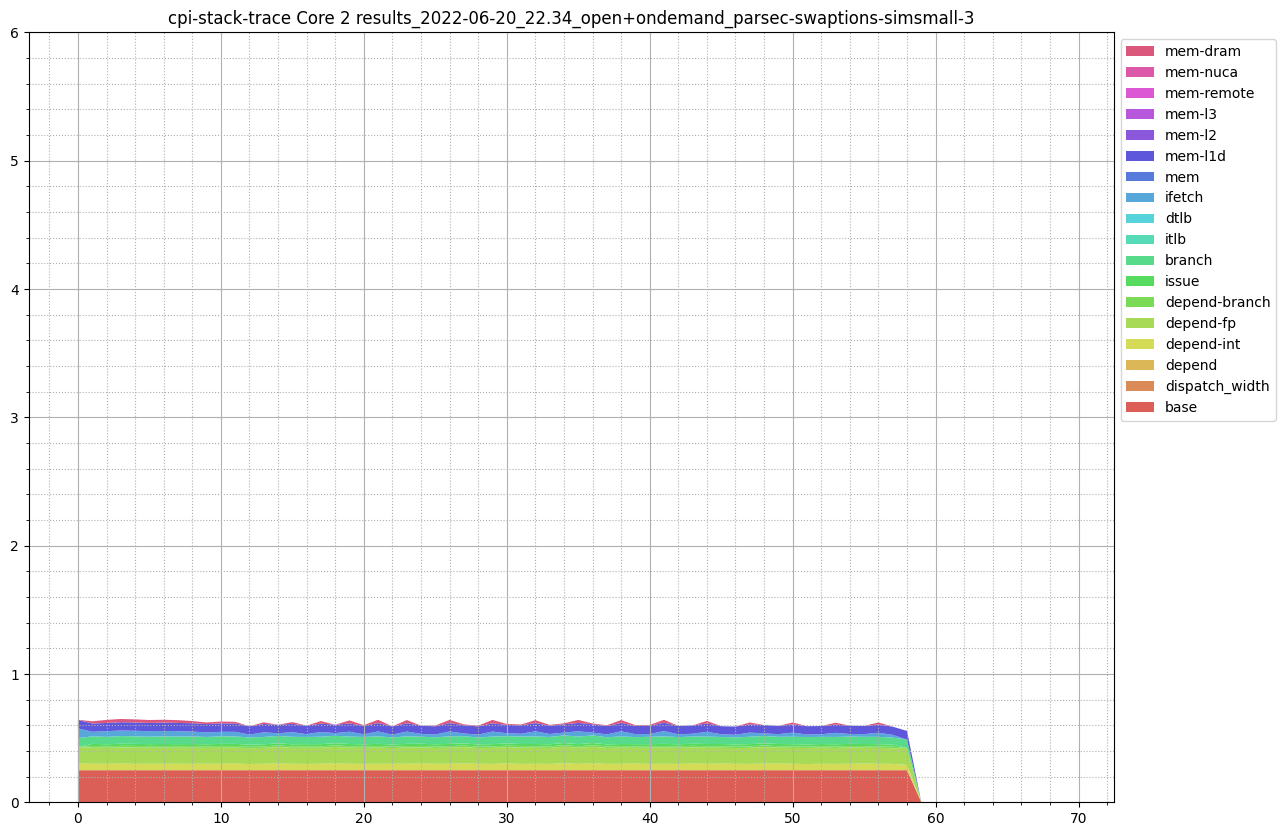 cpi-stack-trace Core 2 results_2022-06-20_22.34_open+ondemand_parsec-swaptions-simsmall-3
6
5
4
3
2
1
0
0 10 20 30 40 50 60 70
mem-dram
mem-nuca
mem-remote
mem-l3
mem-l2
mem-l1d
mem
ifetch
dtlb
itlb
branch
issue
depend-branch
depend-fp
depend-int
depend
dispatch_width
base